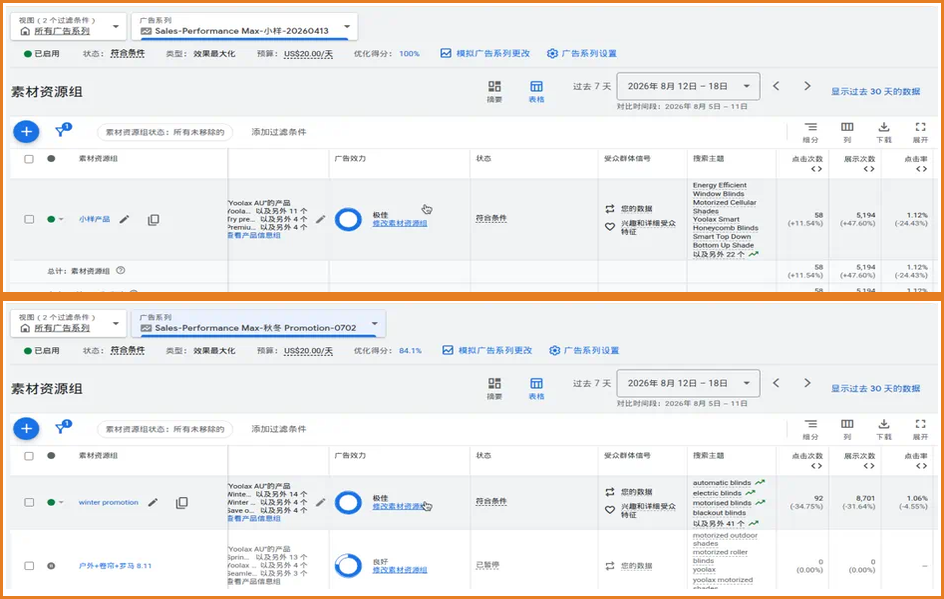 视图 ( 2 个过滤条件 )
所有广告系列
广告系列
Sales-Performance Max-小样-20260413
已启用 状态： 符合条件 类型： 效果最大化 预算： US$20.00/天 优化得分： 100% 模拟广告系列更改 广告系列设置
素材资源组
摘要
表格
过去 7 天
2026年 8月 12日 – 18日
对比时间段：2026年 8月 5日 – 11日
显示过去 30 天的数据
1
素材资源组状态：所有未移除的
添加过滤条件
细分
列
下载
展开
素材资源组 广告效力 状态 受众群体信号 搜索主题 点击次数 展示次数 点击率
小样产品
"Yoolax AU"的产品
Yoola... 以及另外 11 个
Try pre... 以及另外 4 个
Premiu... 以及另外 4 个
查看产品信息组
极佳
修改素材资源组
符合条件
您的数据
兴趣和详细受众特征
Energy Efficient
Window Blinds
Motorized Cellular
Shades
Yoolax Smart
Honeycomb Blinds
Smart Top Down
Bottom Up Shade
以及另外 22 个
58
(+11.54%)
5,194
(+47.60%)
1.12%
(-24.43%)
总计：素材资源组
58
(+11.54%)
5,194
(+47.60%)
1.12%
(-24.43%)
58 5,194 1.12%
视图 ( 2 个过滤条件 )
所有广告系列
广告系列
Sales-Performance Max-秋冬 Promotion-0702
已启用 状态： 符合条件 类型： 效果最大化 预算： US$20.00/天 优化得分： 84.1% 模拟广告系列更改 广告系列设置
素材资源组
摘要
表格
过去 7 天
2026年 8月 12日 – 18日
对比时间段：2026年 8月 5日 – 11日
显示过去 30 天的数据
1
素材资源组状态：所有未移除的
添加过滤条件
细分
列
下载
展开
素材资源组 广告效力 状态 受众群体信号 搜索主题 点击次数 展示次数 点击率
winter promotion
"Yoolax AU"的产品
Winte... 以及另外 14 个
Winter ... 以及另外 4 个
Save o... 以及另外 4 个
查看产品信息组
极佳
修改素材资源组
符合条件
您的数据
兴趣和详细受众特征
automatic blinds
electric blinds
motorised blinds
blackout blinds
以及另外 41 个
92
(-34.75%)
8,701
(-31.64%)
1.06%
(-4.55%)
户外+卷帘+罗马 8.11
"Yoolax AU"的产品
Sprin... 以及另外 13 个
Yoolax ... 以及另外 4 个
Seamle... 以及另外 3 个
查看产品信息组
良好
修改素材资源组
已暂停
您的数据
motorized outdoor
shades
motorized roller
blinds
yoolax
yoolax motorized
shades
0
(0.00%)
0
(0.00%)
–